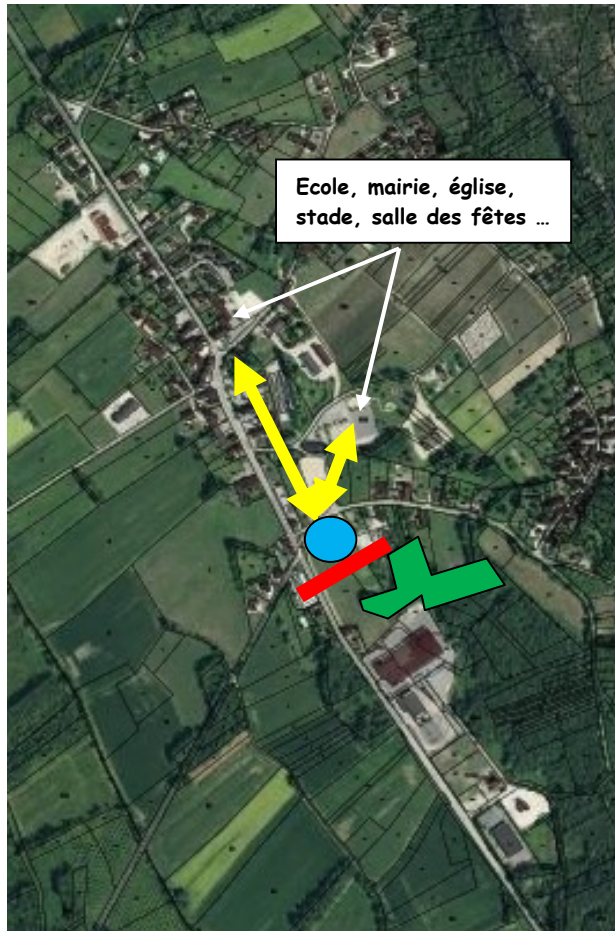 Ecole, mairie, église,
stade, salle des fêtes …